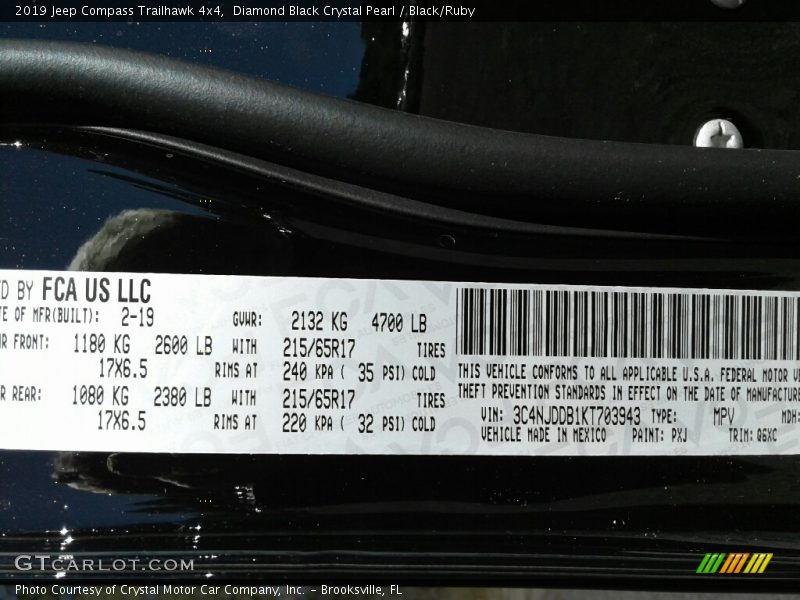 2019 Jeep Compass Trailhawk 4x4,  Diamond Black Crystal Pearl / Black/Ruby
D BY FCA US LLC
TE OF MFR(BUILT): 2-19 GVWR: 2132 KG 4700 LB
R FRONT: 1180 KG 2600 LB WITH 215/65R17 TIRES
17X6.5 RIMS AT 240 KPA ( 35 PSI) COLD
R REAR: 1080 KG 2380 LB WITH 215/65R17 TIRES
17X6.5 RIMS AT 220 KPA ( 32 PSI) COLD
THIS VEHICLE CONFORMS TO ALL APPLICABLE U.S.A. FEDERAL MOTOR VE
THEFT PREVENTION STANDARDS IN EFFECT ON THE DATE OF MANUFACTURE
VIN: 3C4NJDDB1KT703943 TYPE: MPV MDH:
VEHICLE MADE IN MEXICO PAINT: PXJ TRIM: Q6XC
GTCARLOT.COM
Photo Courtesy of Crystal Motor Car Company, Inc. - Brooksville, FL